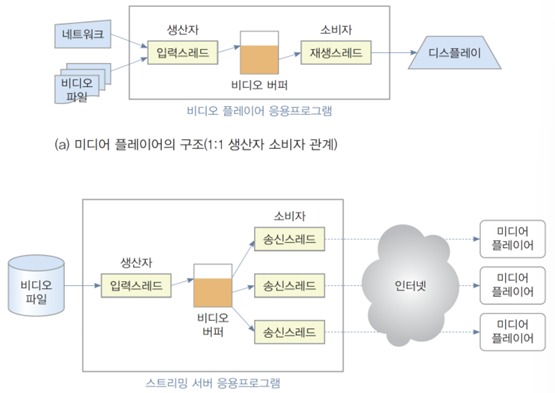 네트워크
비디오
파일
생산자
입력스레드
비디오 버퍼
소비자
재생스레드
디스플레이
비디오 플레이어 응용프로그램
(a) 미디어 플레이어의 구조(1:1 생산자 소비자 관계)
비디오
파일
생산자
입력스레드
비디오
버퍼
소비자
송신스레드
송신스레드
송신스레드
인터넷
미디어
플레이어
미디어
플레이어
미디어
플레이어
스트리밍 서버 응용프로그램